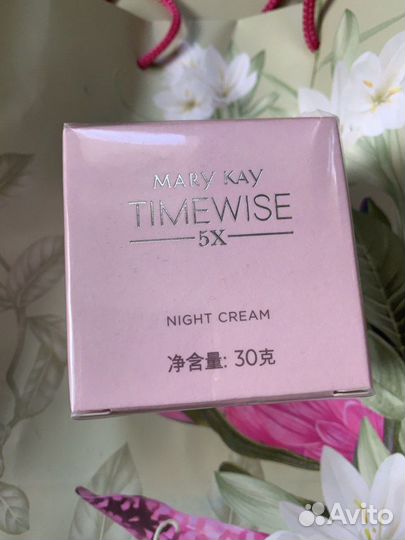 MARY KAY
TIMEWISE
5X
NIGHT CREAM
净含量: 30克
Avito